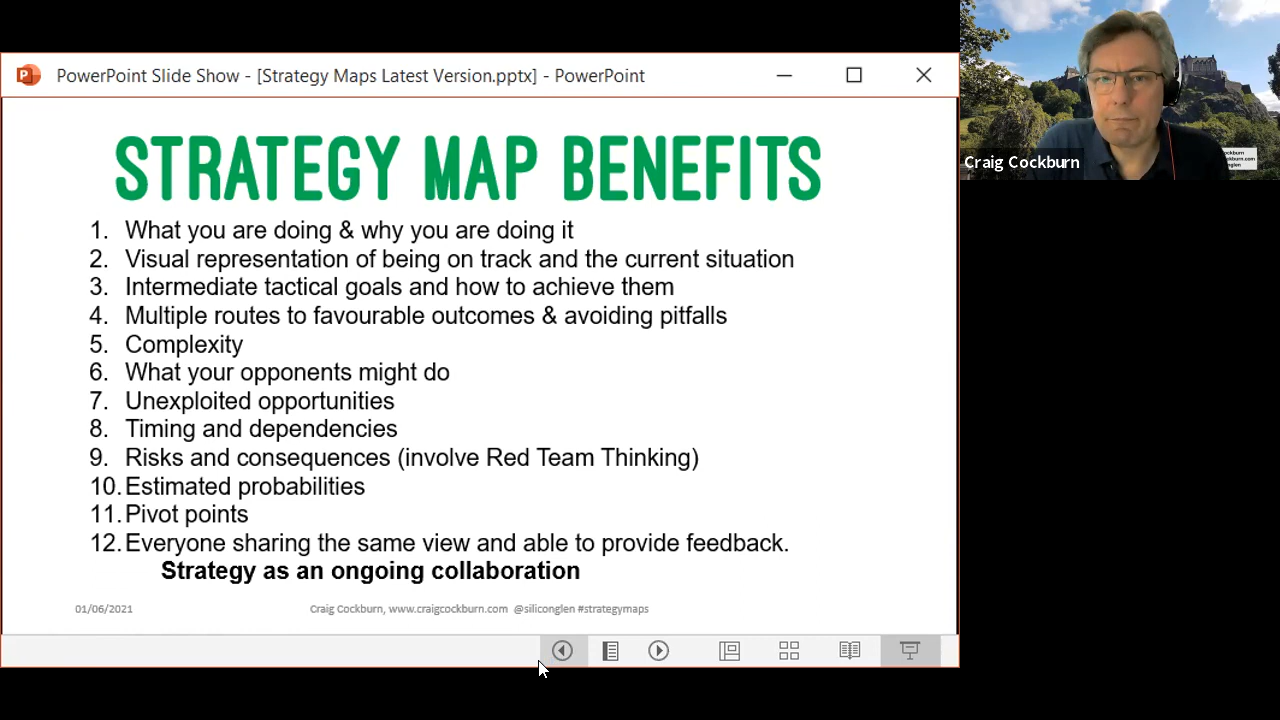 PowerPoint Slide Show - [Strategy Maps Latest Version.pptx] - PowerPoint
STRATEGY MAP BENEFITS
1. What you are doing & why you are doing it
2. Visual representation of being on track and the current situation
3. Intermediate tactical goals and how to achieve them
4. Multiple routes to favourable outcomes & avoiding pitfalls
5. Complexity
6. What your opponents might do
7. Unexploited opportunities
8. Timing and dependencies
9. Risks and consequences (involve Red Team Thinking)
10. Estimated probabilities
11. Pivot points
12. Everyone sharing the same view and able to provide feedback.
Strategy as an ongoing collaboration
01/06/2021 Craig Cockburn, www.craigcockburn.com @siliconglen #strategymaps
Craig Cockburn